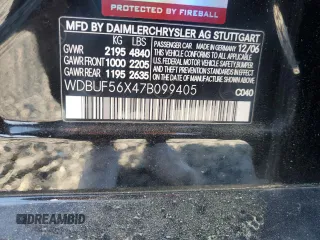 PROTECTED BY FIREBALL
MFD BY DAIMLERCHRYSLER AG STUTTGART
KG LBS
PASSENGER CAR MADE IN GERMANY 12/06
GVWR 2195 4840
GAWR FRONT 1000 2205
GAWR REAR 1195 2635
THIS VEHICLE CONFORMS TO ALL APPLICABLE
U.S. FEDERAL MOTOR VEHICLE SAFETY
BUMPER AND THEFT PREVENTION STANDARDS
IN EFFECT ON THE DATE OF MANUFACTURE
SHOWN ABOVE
WDBUF56X47B099405
C040
DREAMBID